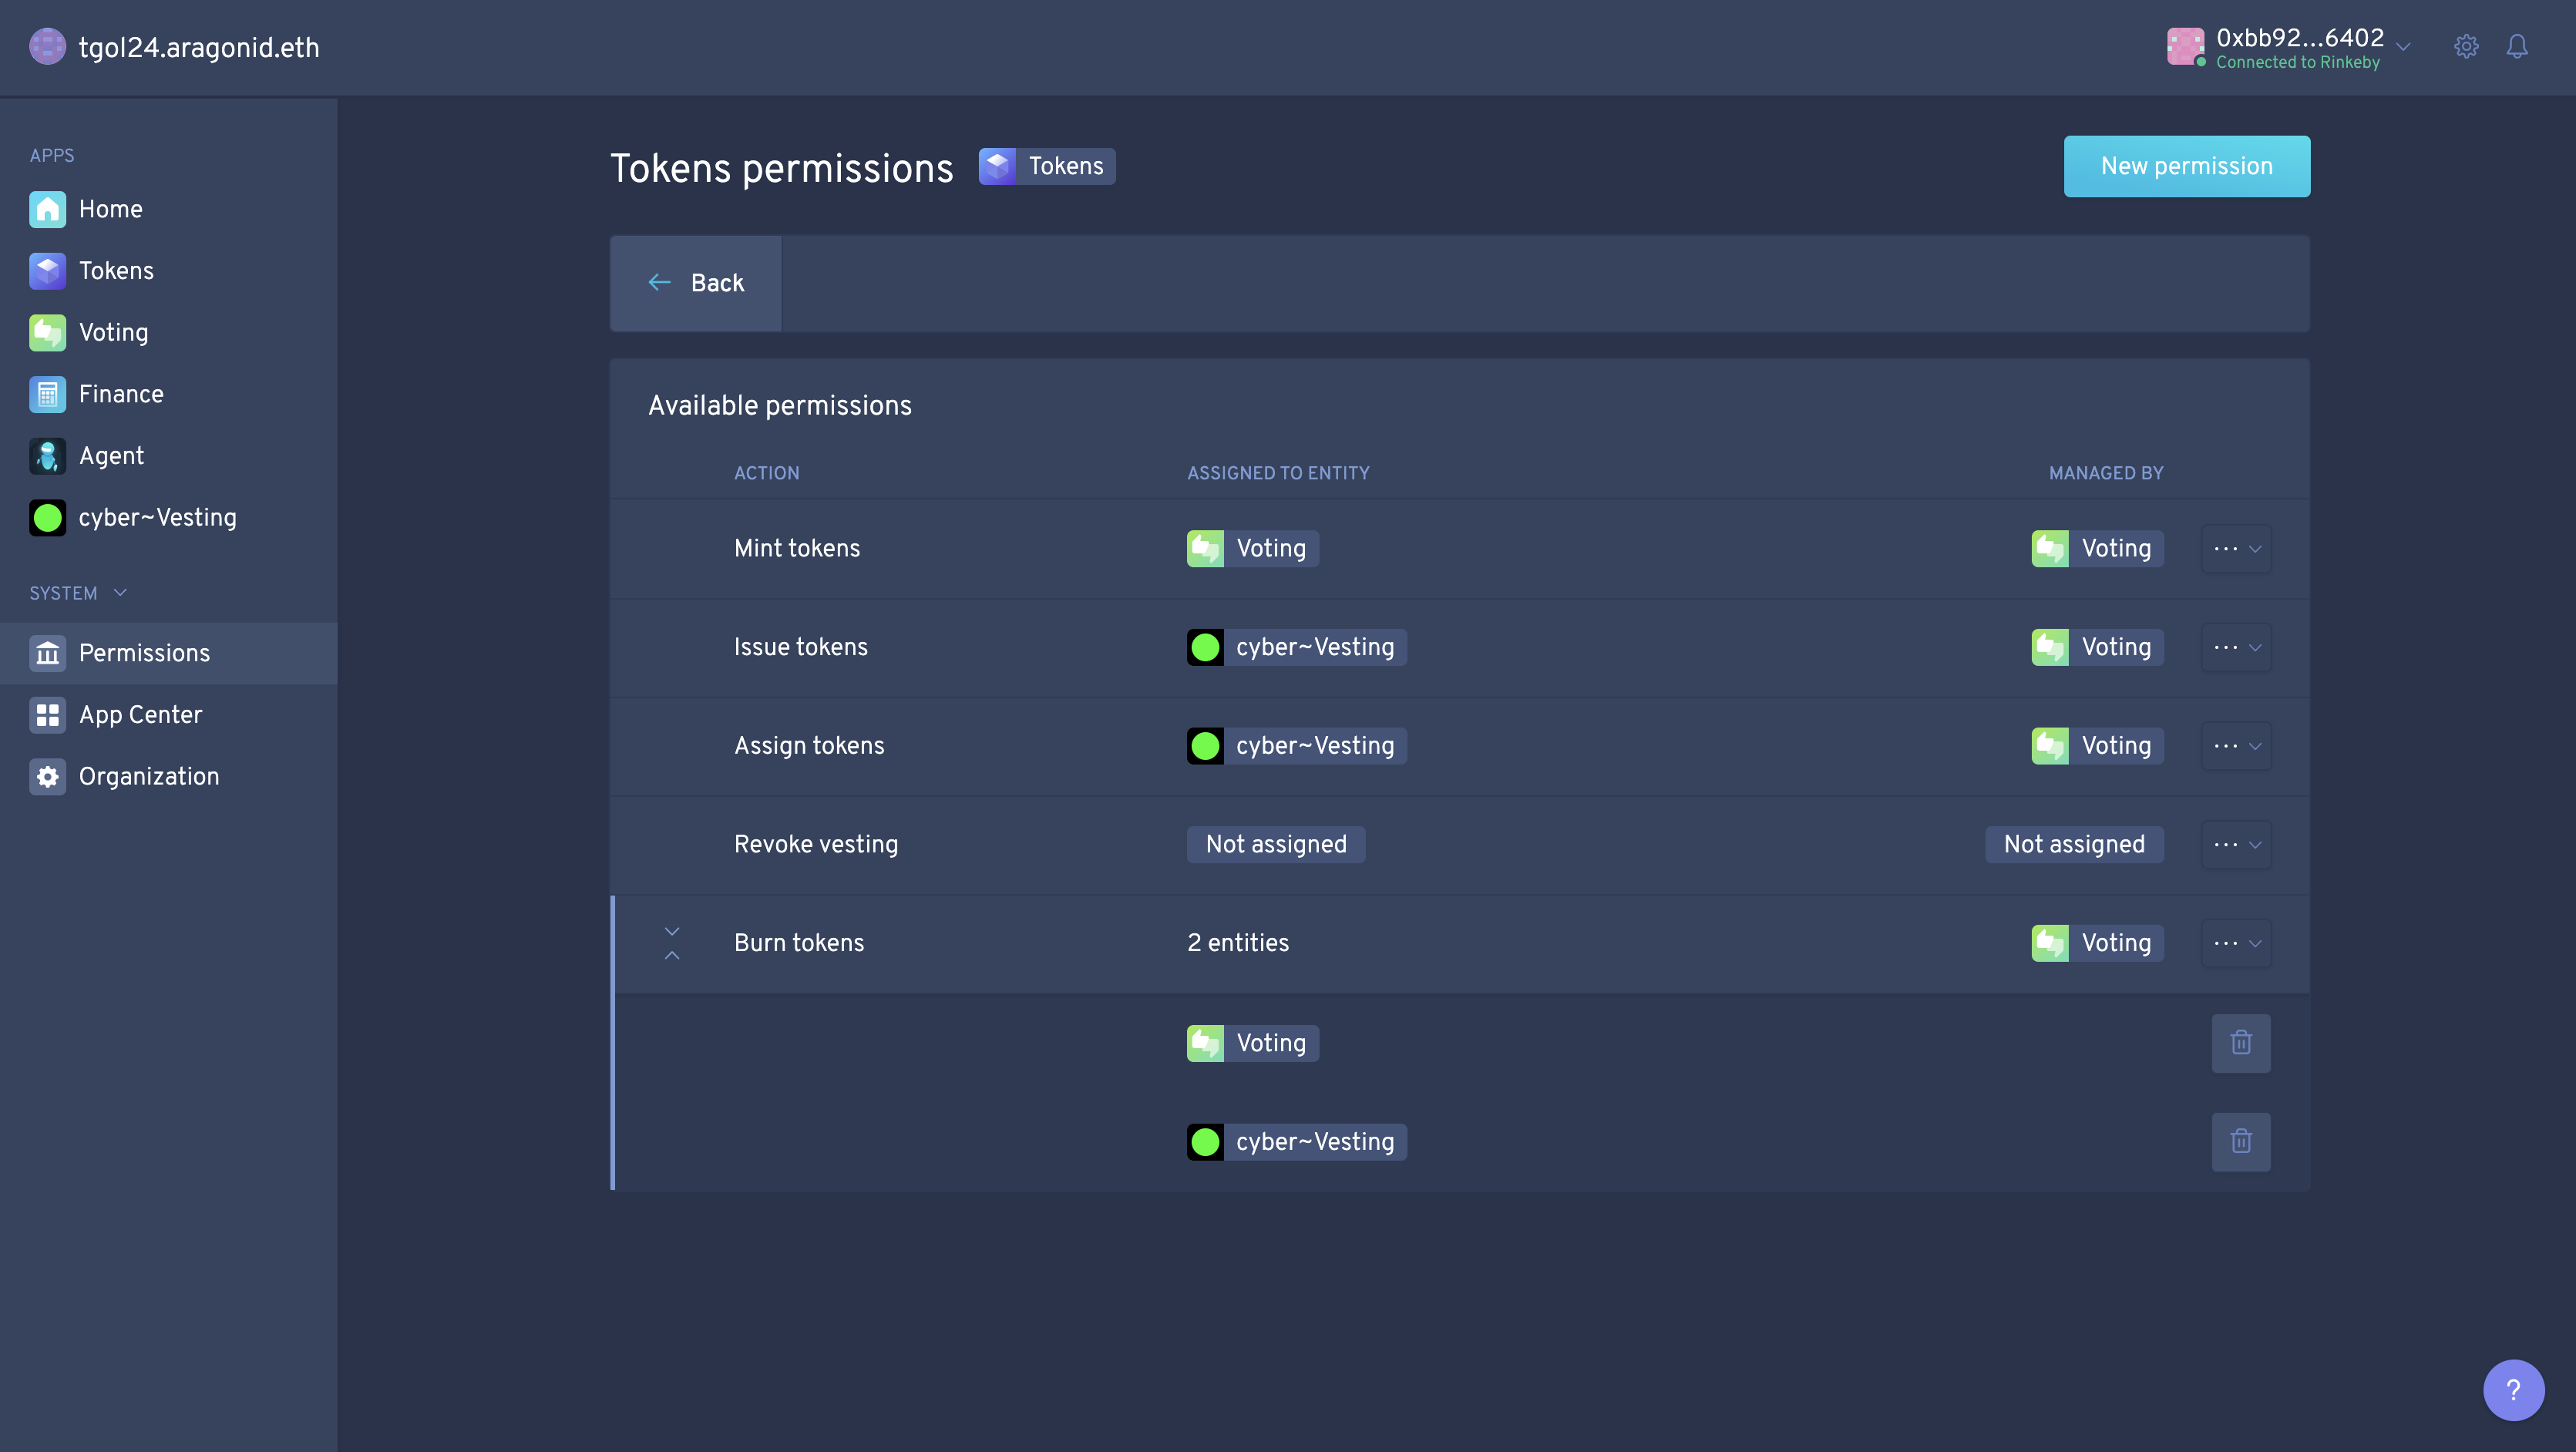 tgol24.aragonid.eth
0xbb92...6402
Connected to Rinkeby
APPS
Home
Tokens
Voting
Finance
Agent
cyber~Vesting
SYSTEM
Permissions
App Center
Organization
Tokens permissions
Tokens
New permission
Back
Available permissions
ACTION ASSIGNED TO ENTITY MANAGED BY
Mint tokens Voting Voting
Issue tokens cyber~Vesting Voting
Assign tokens cyber~Vesting Voting
Revoke vesting Not assigned Not assigned
Burn tokens 2 entities Voting
Voting
cyber~Vesting
?